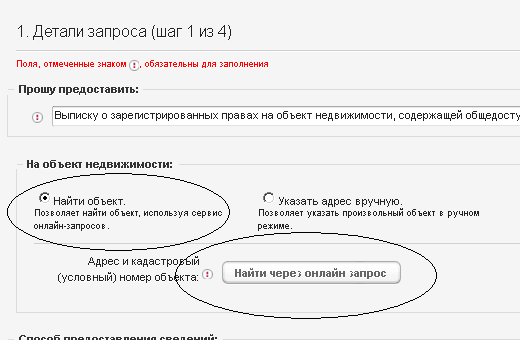 1. Детали запроса (шаг 1 из 4)
Поля, отмеченные знаком (!), обязательны для заполнения
Прошу предоставить:
Выписку о зарегистрированных правах на объект недвижимости, содержащей общедосту
На объект недвижимости:
Найти объект.
Позволяет найти объект, используя сервис
онлайн-запросов.
Указать адрес вручную.
Позволяет указать произвольный объект в ручном
режиме.
Адрес и кадастровый
(условный) номер объекта:
Найти через онлайн запрос
Способ предоставления сведений: